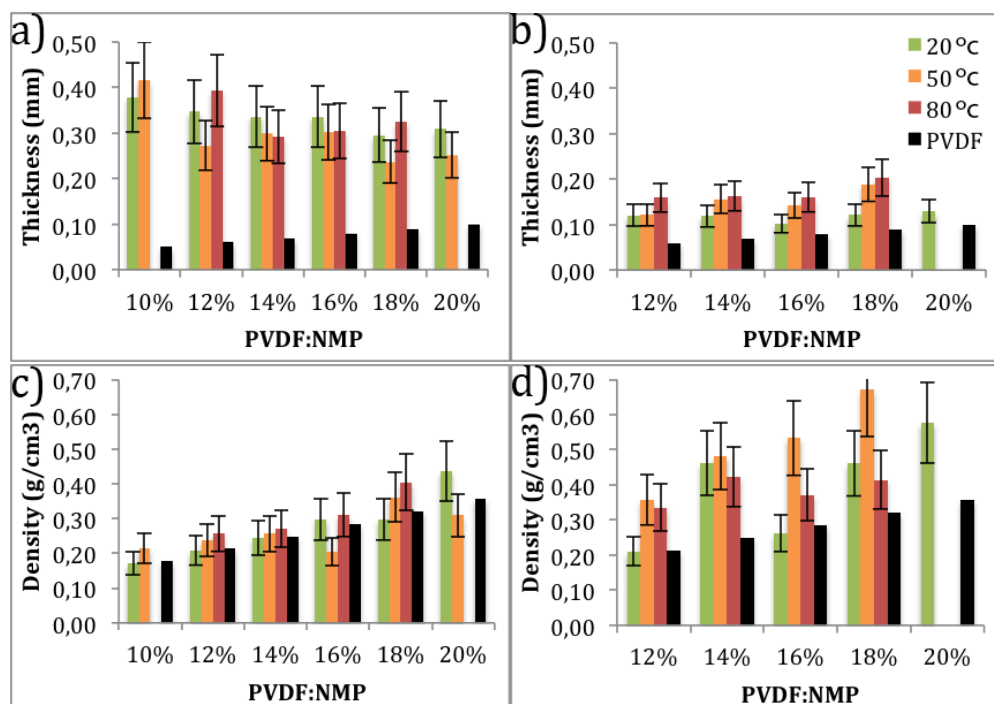 a)
Thickness (mm)
0,50
0,40
0,30
0,20
0,10
0,00
10% 12% 14% 16% 18% 20%
PVDF:NMP
b)
Thickness (mm)
0,50
0,40
0,30
0,20
0,10
0,00
12% 14% 16% 18% 20%
PVDF:NMP
20 °C
50 °C
80 °C
PVDF
c)
Density (g/cm3)
0,70
0,60
0,50
0,40
0,30
0,20
0,10
0,00
10% 12% 14% 16% 18% 20%
PVDF:NMP
d)
Density (g/cm3)
0,70
0,60
0,50
0,40
0,30
0,20
0,10
0,00
12% 14% 16% 18% 20%
PVDF:NMP